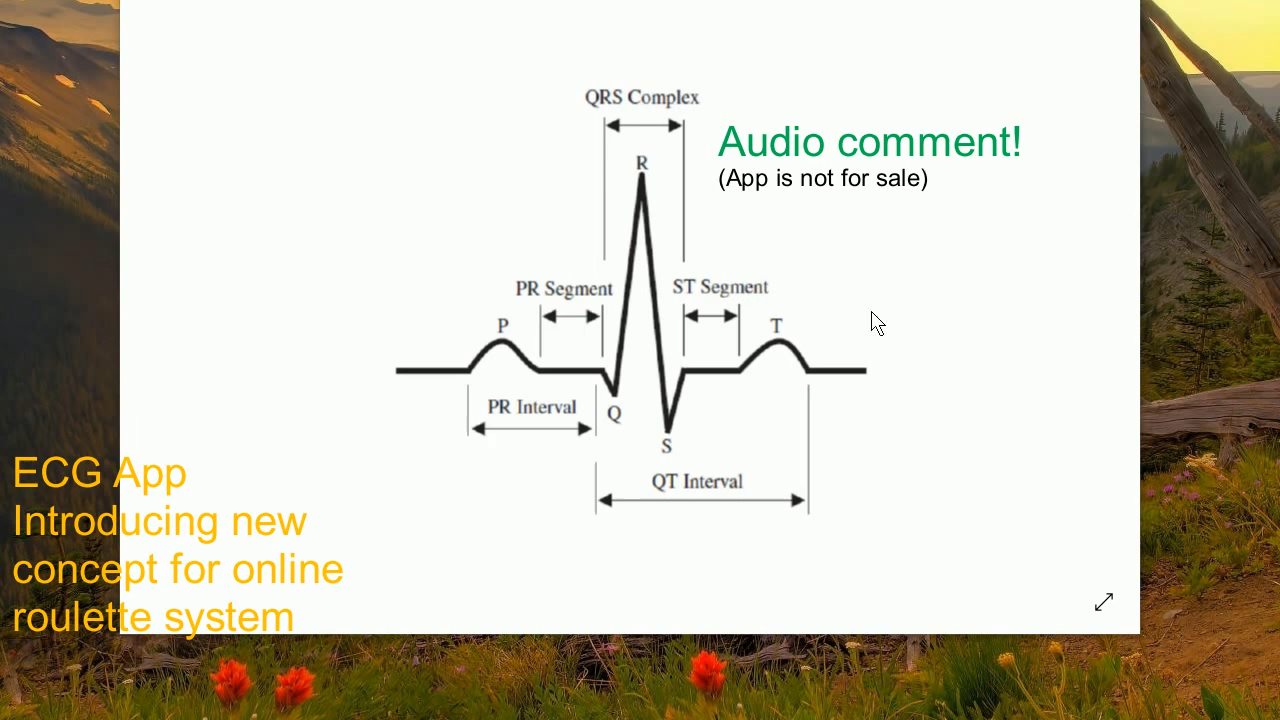 QRS Complex
Audio comment!
R
(App is not for sale)
PR Segment
ST Segment
P
T
PR Interval
Q
S
ECG App
QT Interval
Introducing new
concept for online
roulette system